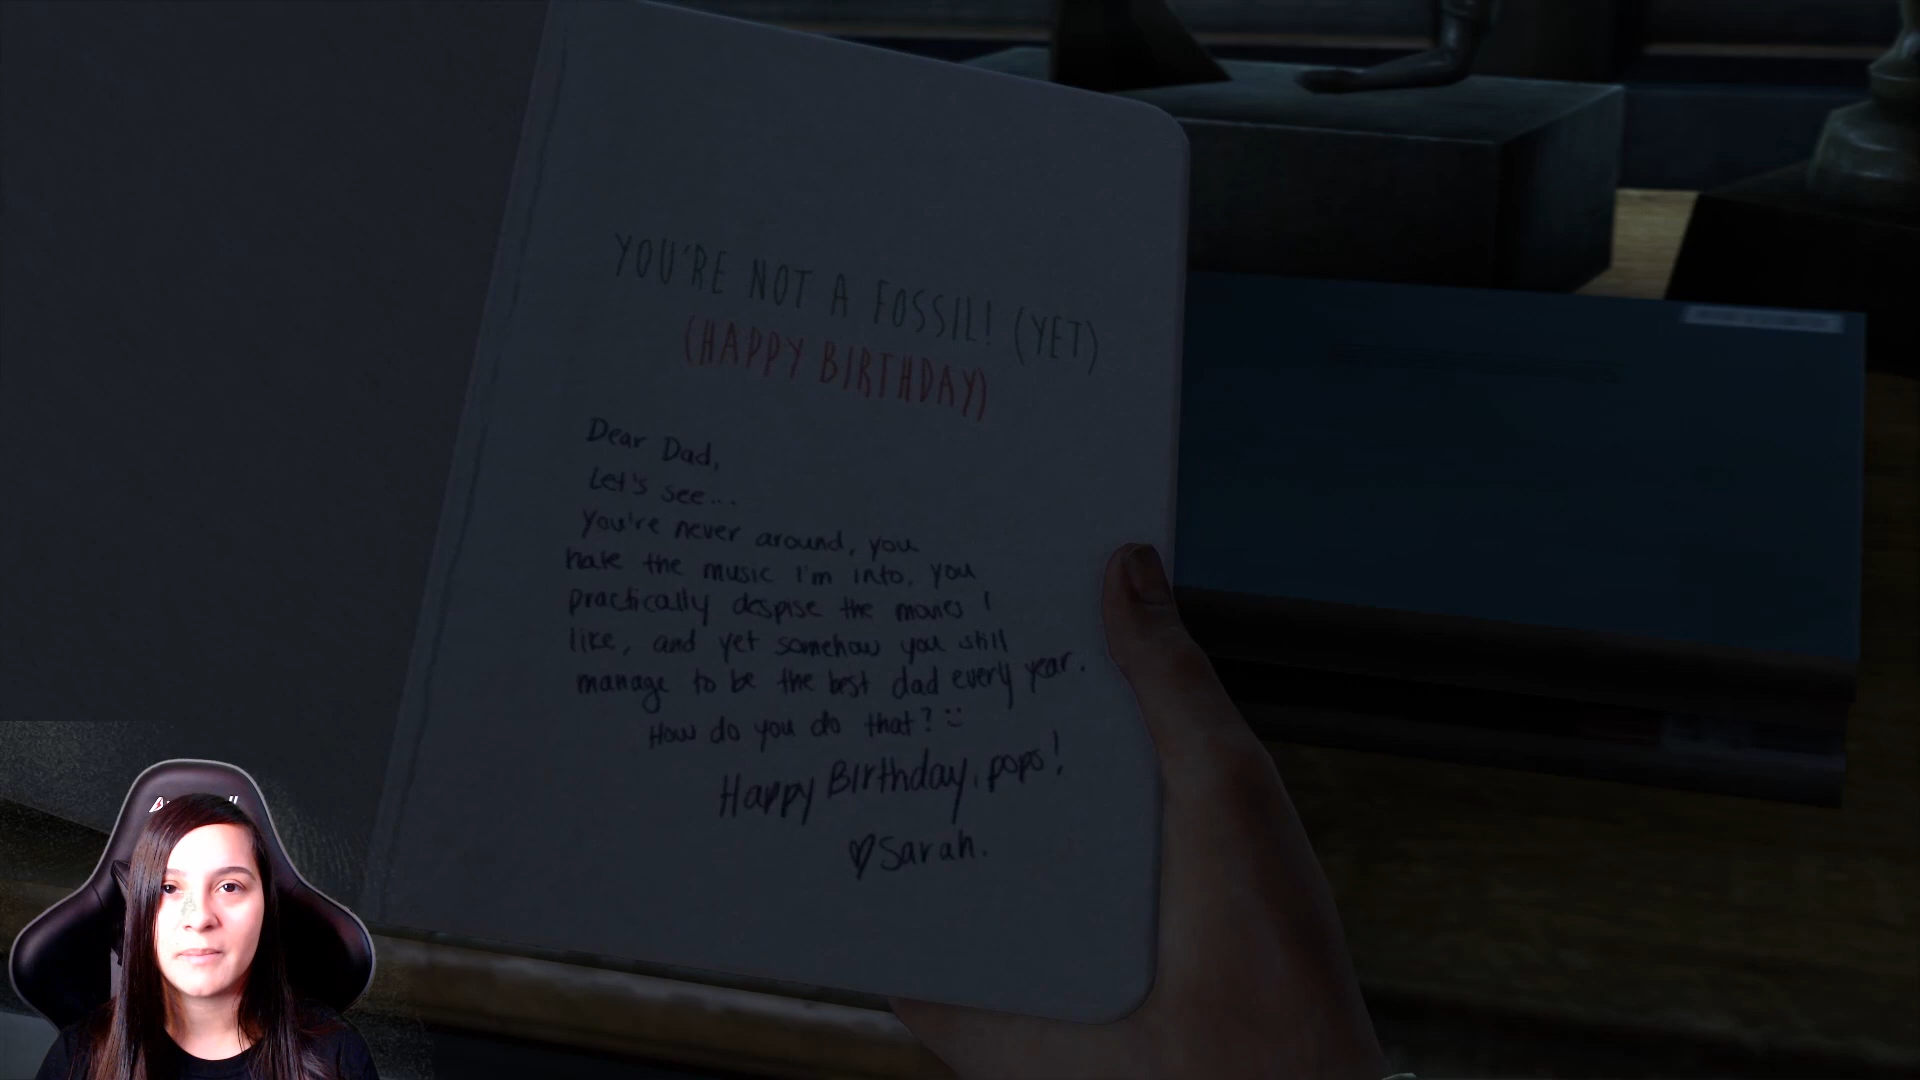 YOU'RE NOT A FOSSIL! (YET)
(HAPPY BIRTHDAY)
Dear Dad,
Let's see...
You're never around, you
hate the music I'm into, you
practically despise the movies I
like, and yet somehow you still
manage to be the best dad every year.
How do you do that? :)
Happy Birthday, pops!
♡Sarah.